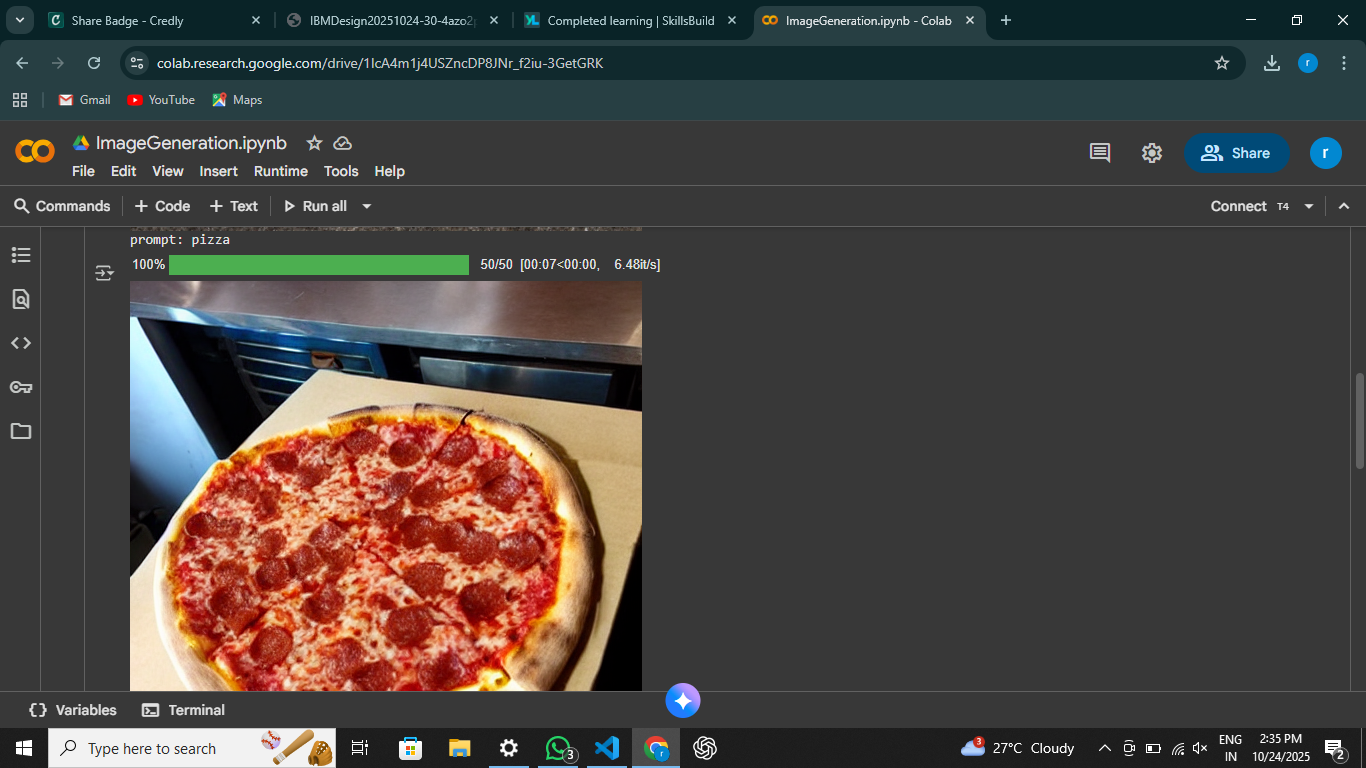 Share Badge - Credly
IBMDesign20251024-30-4azo2
Completed learning | SkillsBuild
ImageGeneration.ipynb - Colab
colab.research.google.com/drive/1IcA4m1j4USZncDP8JNr_f2iu-3GetGRK
r
Gmail
YouTube
Maps
ImageGeneration.ipynb
File Edit View Insert Runtime Tools Help
Share
r
Commands + Code + Text Run all
Connect T4
prompt: pizza
100% 50/50 [00:07<00:00, 6.48it/s]
Variables Terminal
Type here to search
3
r
3
27°C Cloudy
ENG
IN
2:35 PM
10/24/2025
2